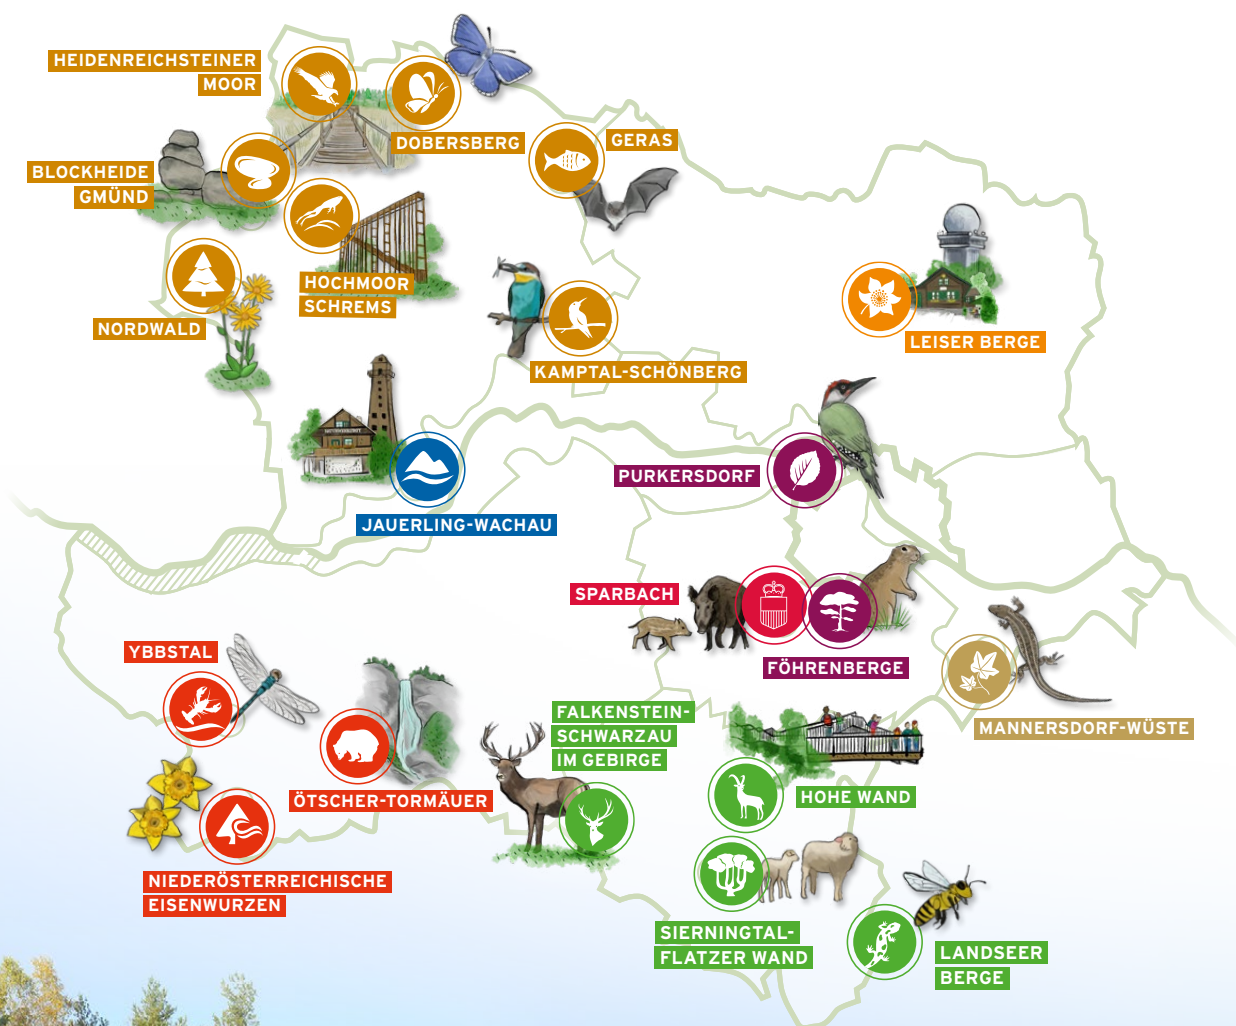 HEIDENREICHSTEINER
MOOR
DOBERSBERG
GERAS
BLOCKHEIDE
GMÜND
HOCHMOOR
SCHREMS
NORDWALD
LEISER BERGE
KAMPTAL-SCHÖNBERG
PURKERSDORF
JAUERLING-WACHAU
SPARBACH
FÖHRENBERGE
YBBSTAL
MANNERSDORF-WÜSTE
FALKENSTEIN-
SCHWARZAU
IM GEBIRGE
ÖTSCHER-TORMÄUER
HOHE WAND
NIEDERÖSTERREICHISCHE
EISENWURZEN
SIERNINGTAL-
FLATZER WAND
LANDSEER
BERGE